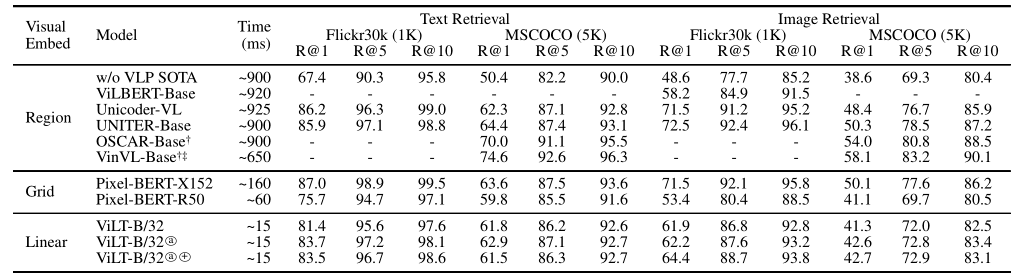 Visual Embed Model Time (ms) Text Retrieval Image Retrieval
Flickr30k (1K) MSCOCO (5K) Flickr30k (1K) MSCOCO (5K)
R@1 R@5 R@10 R@1 R@5 R@10 R@1 R@5 R@10 R@1 R@5 R@10
Region
w/o VLP SOTA ~900 67.4 90.3 95.8 50.4 82.2 90.0 48.6 77.7 85.2 38.6 69.3 80.4
ViLBERT-Base ~920 - - - - - - 58.2 84.9 91.5 - - -
Unicoder-VL ~925 86.2 96.3 99.0 62.3 87.1 92.8 71.5 91.2 95.2 48.4 76.7 85.9
UNITER-Base ~900 85.9 97.1 98.8 64.4 87.4 93.1 72.5 92.4 96.1 50.3 78.5 87.2
OSCAR-Base† ~900 - - - 70.0 91.1 95.5 - - - 54.0 80.8 88.5
VinVL-Base†‡ ~650 - - - 74.6 92.6 96.3 - - - 58.1 83.2 90.1
Grid
Pixel-BERT-X152 ~160 87.0 98.9 99.5 63.6 87.5 93.6 71.5 92.1 95.8 50.1 77.6 86.2
Pixel-BERT-R50 ~60 75.7 94.7 97.1 59.8 85.5 91.6 53.4 80.4 88.5 41.1 69.7 80.5
Linear
ViLT-B/32 ~15 81.4 95.6 97.6 61.8 86.2 92.6 61.9 86.8 92.8 41.3 72.0 82.5
ViLT-B/32ⓐ ~15 83.7 97.2 98.1 62.9 87.1 92.7 62.2 87.6 93.2 42.6 72.8 83.4
ViLT-B/32ⓐ⊕ ~15 83.5 96.7 98.6 61.5 86.3 92.7 64.4 88.7 93.8 42.7 72.9 83.1